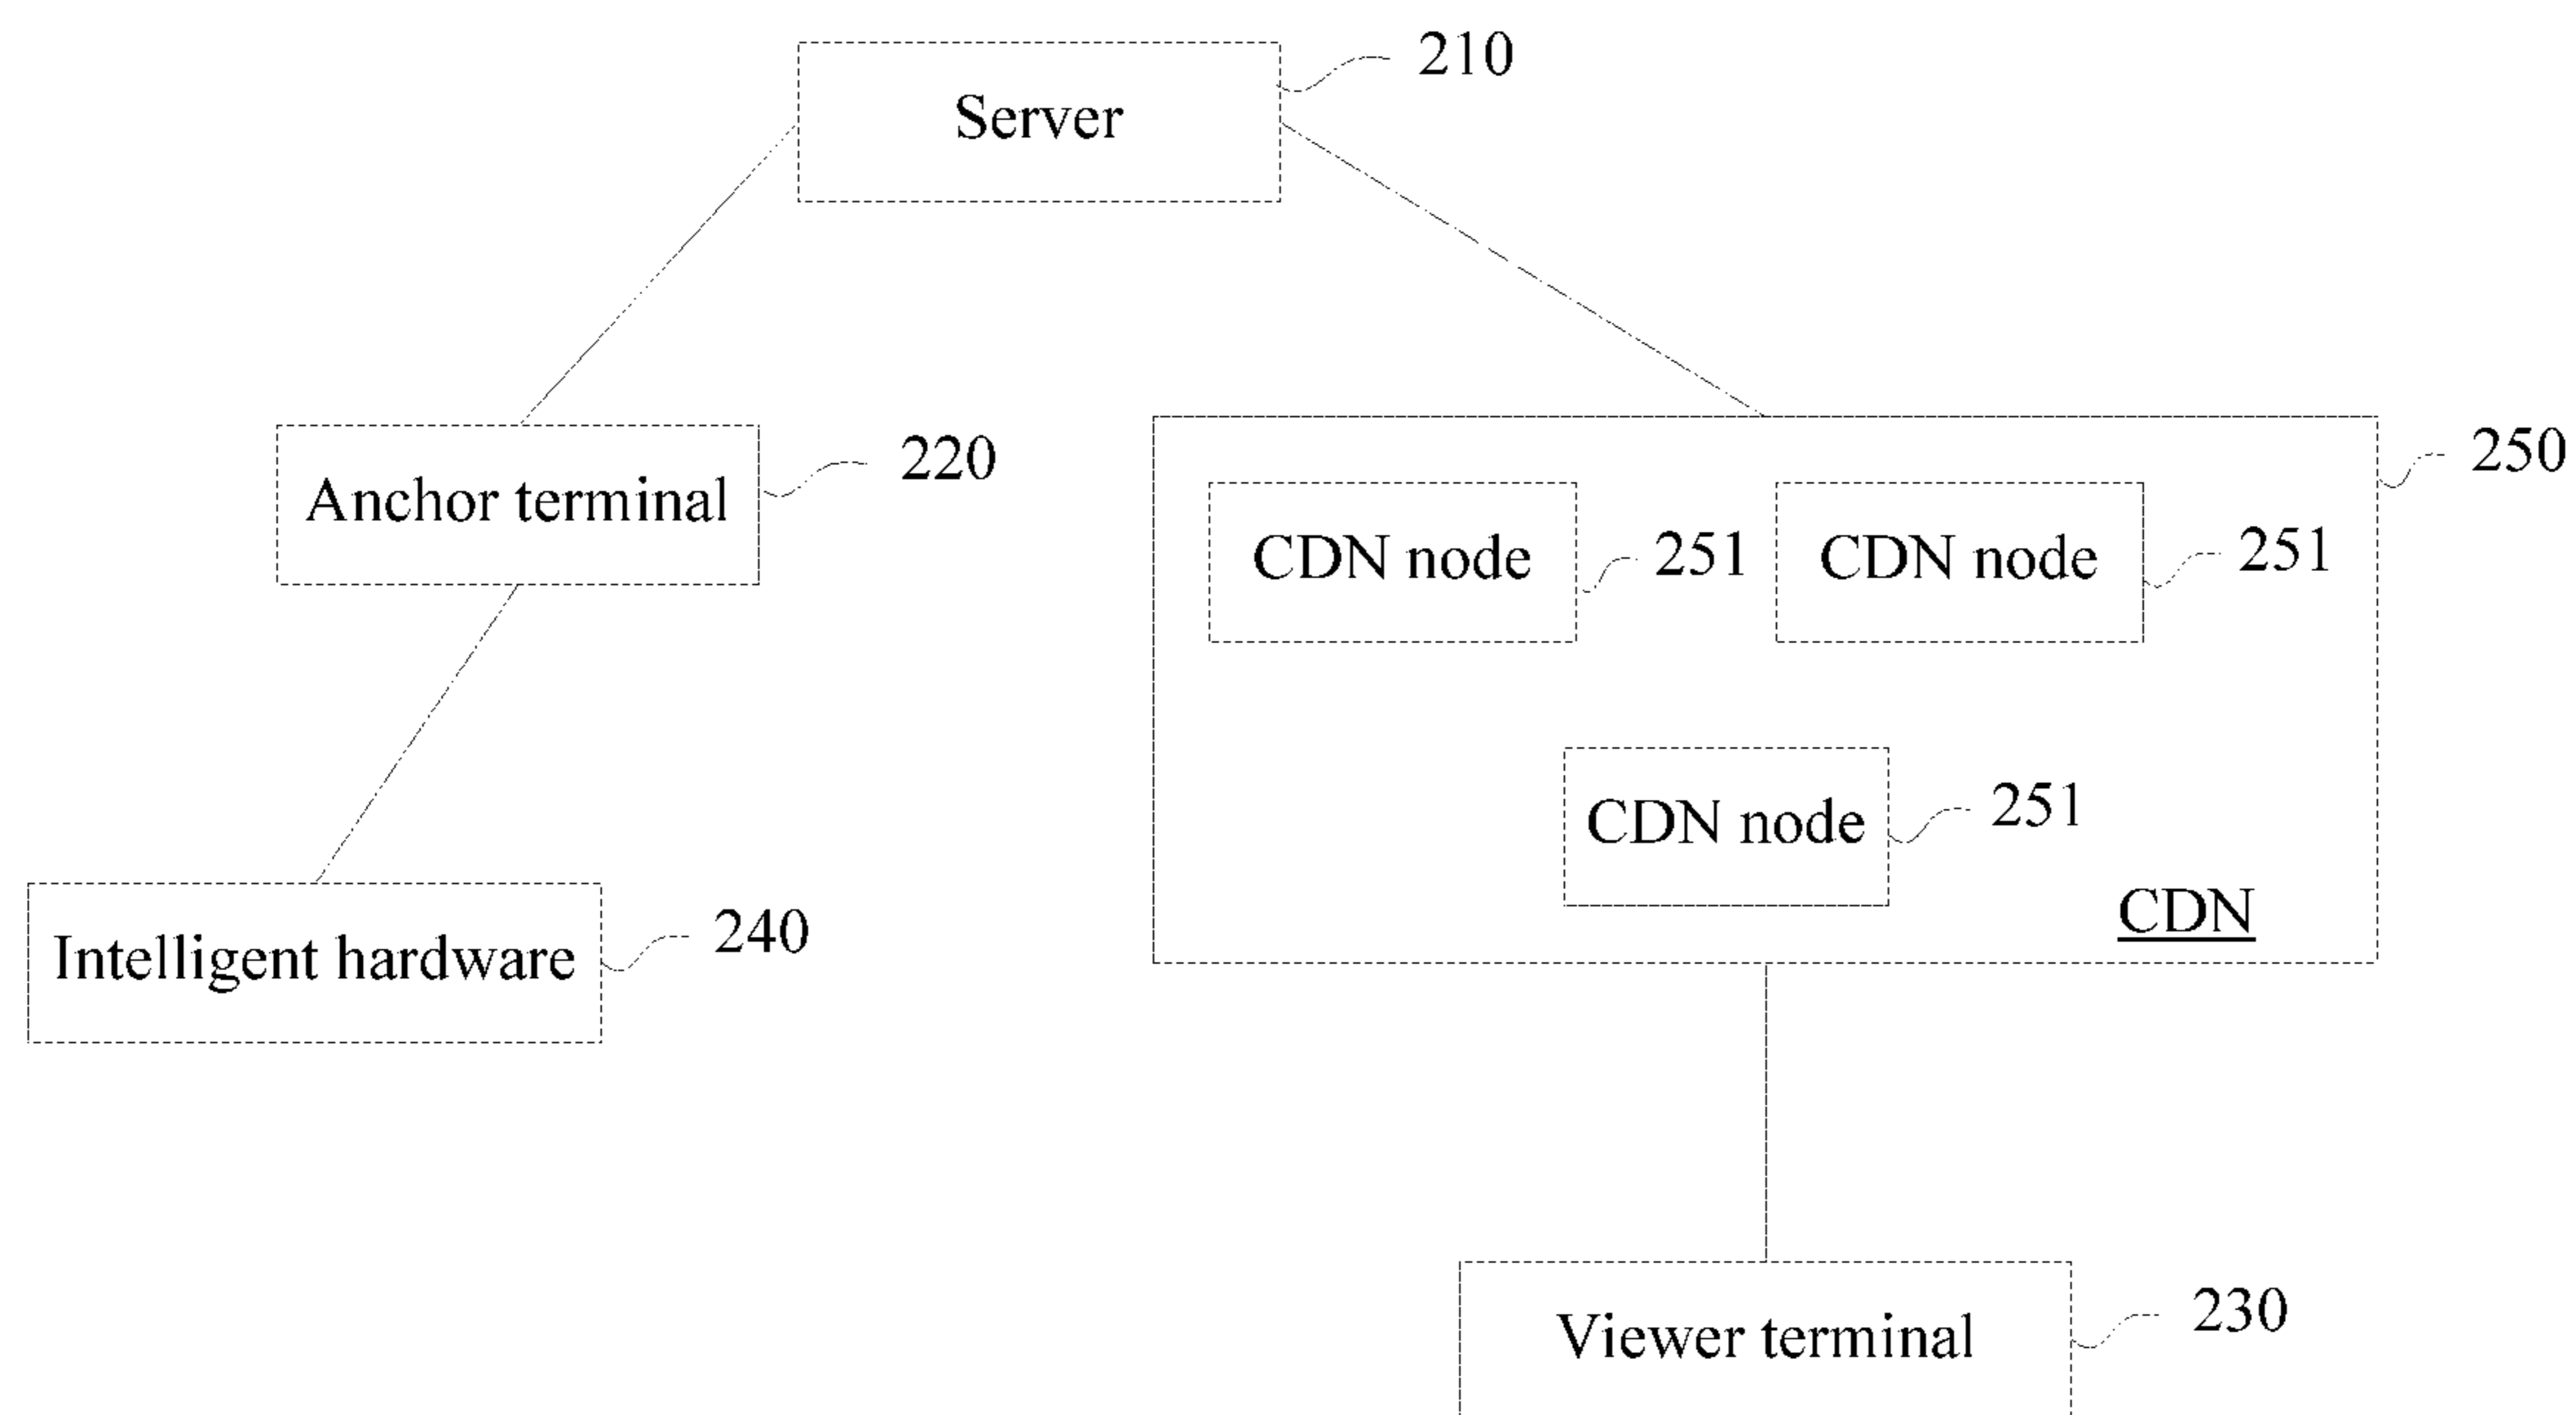 210
Server
220
Anchor terminal
250
CDN node
251
CDN node
251
CDN node
251
CDN
240
Intelligent hardware
230
Viewer terminal